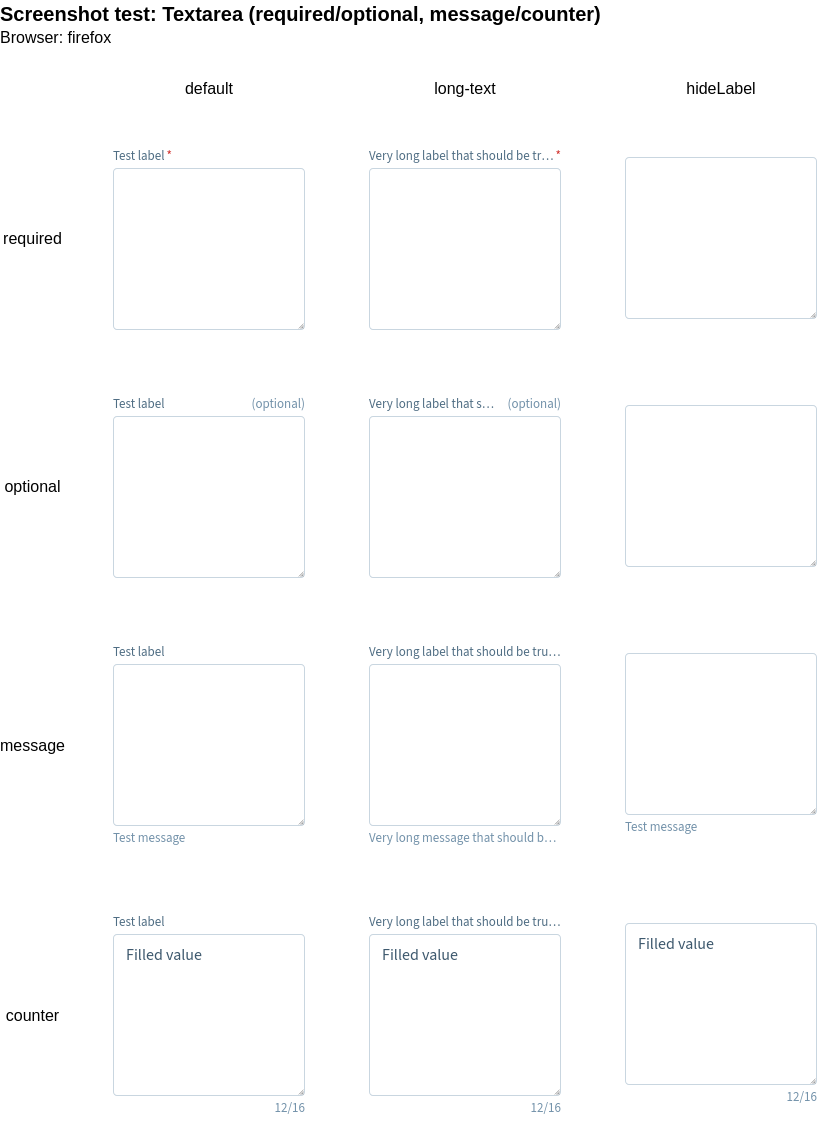 Screenshot test: Textarea (required/optional, message/counter)
Browser: firefox
default long-text hideLabel
Test label * Very long label that should be tr… *
required
Test label (optional) Very long label that s… (optional)
optional
Test label Very long label that should be tru…
message
Test message Very long message that should b… Test message
Test label Very long label that should be tru…
Filled value Filled value Filled value
counter
12/16 12/16 12/16